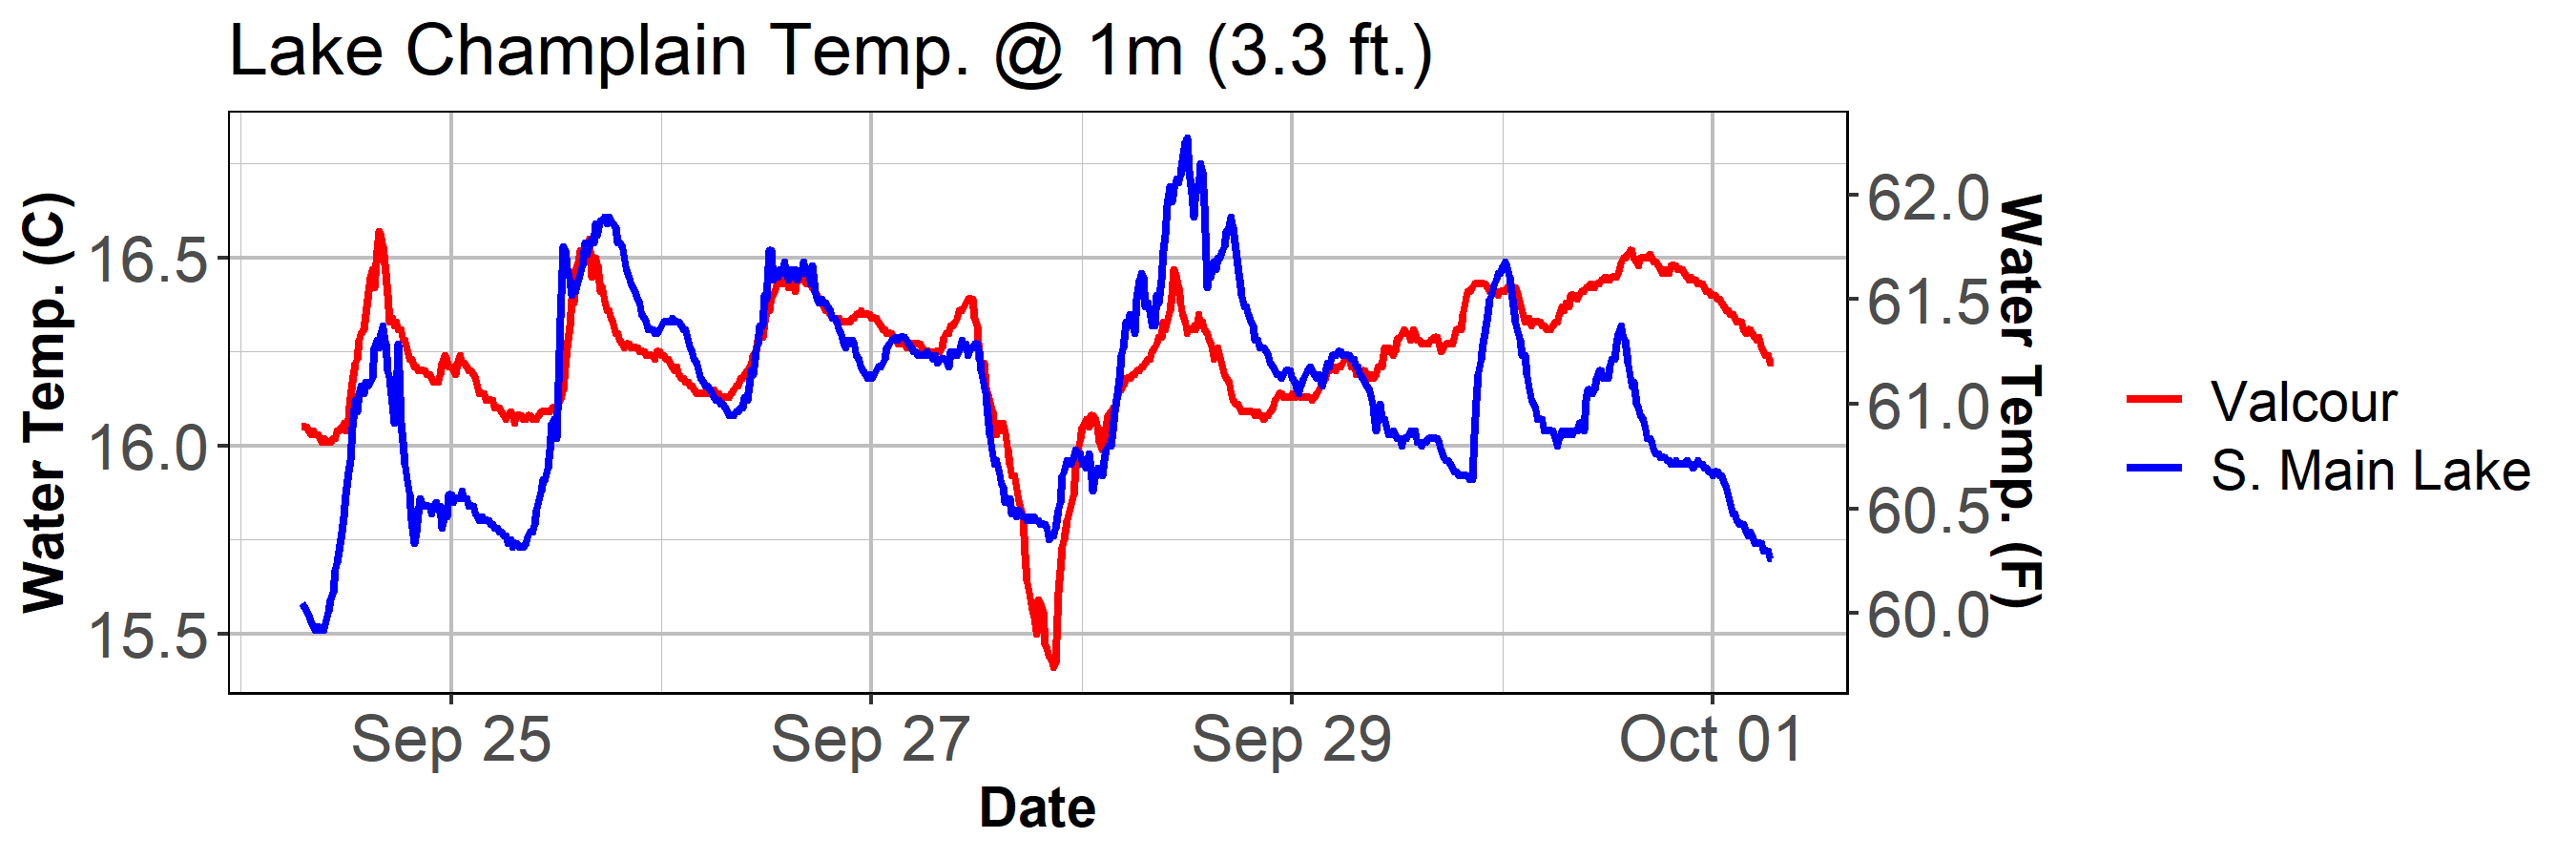 Lake Champlain Temp. @ 1m (3.3 ft.)
Water Temp. (C)
16.5
16.0
15.5
62.0
61.5
61.0
60.5
60.0
Water Temp. (F)
Sep 25
Sep 27
Sep 29
Oct 01
Date
Valcour
S. Main Lake